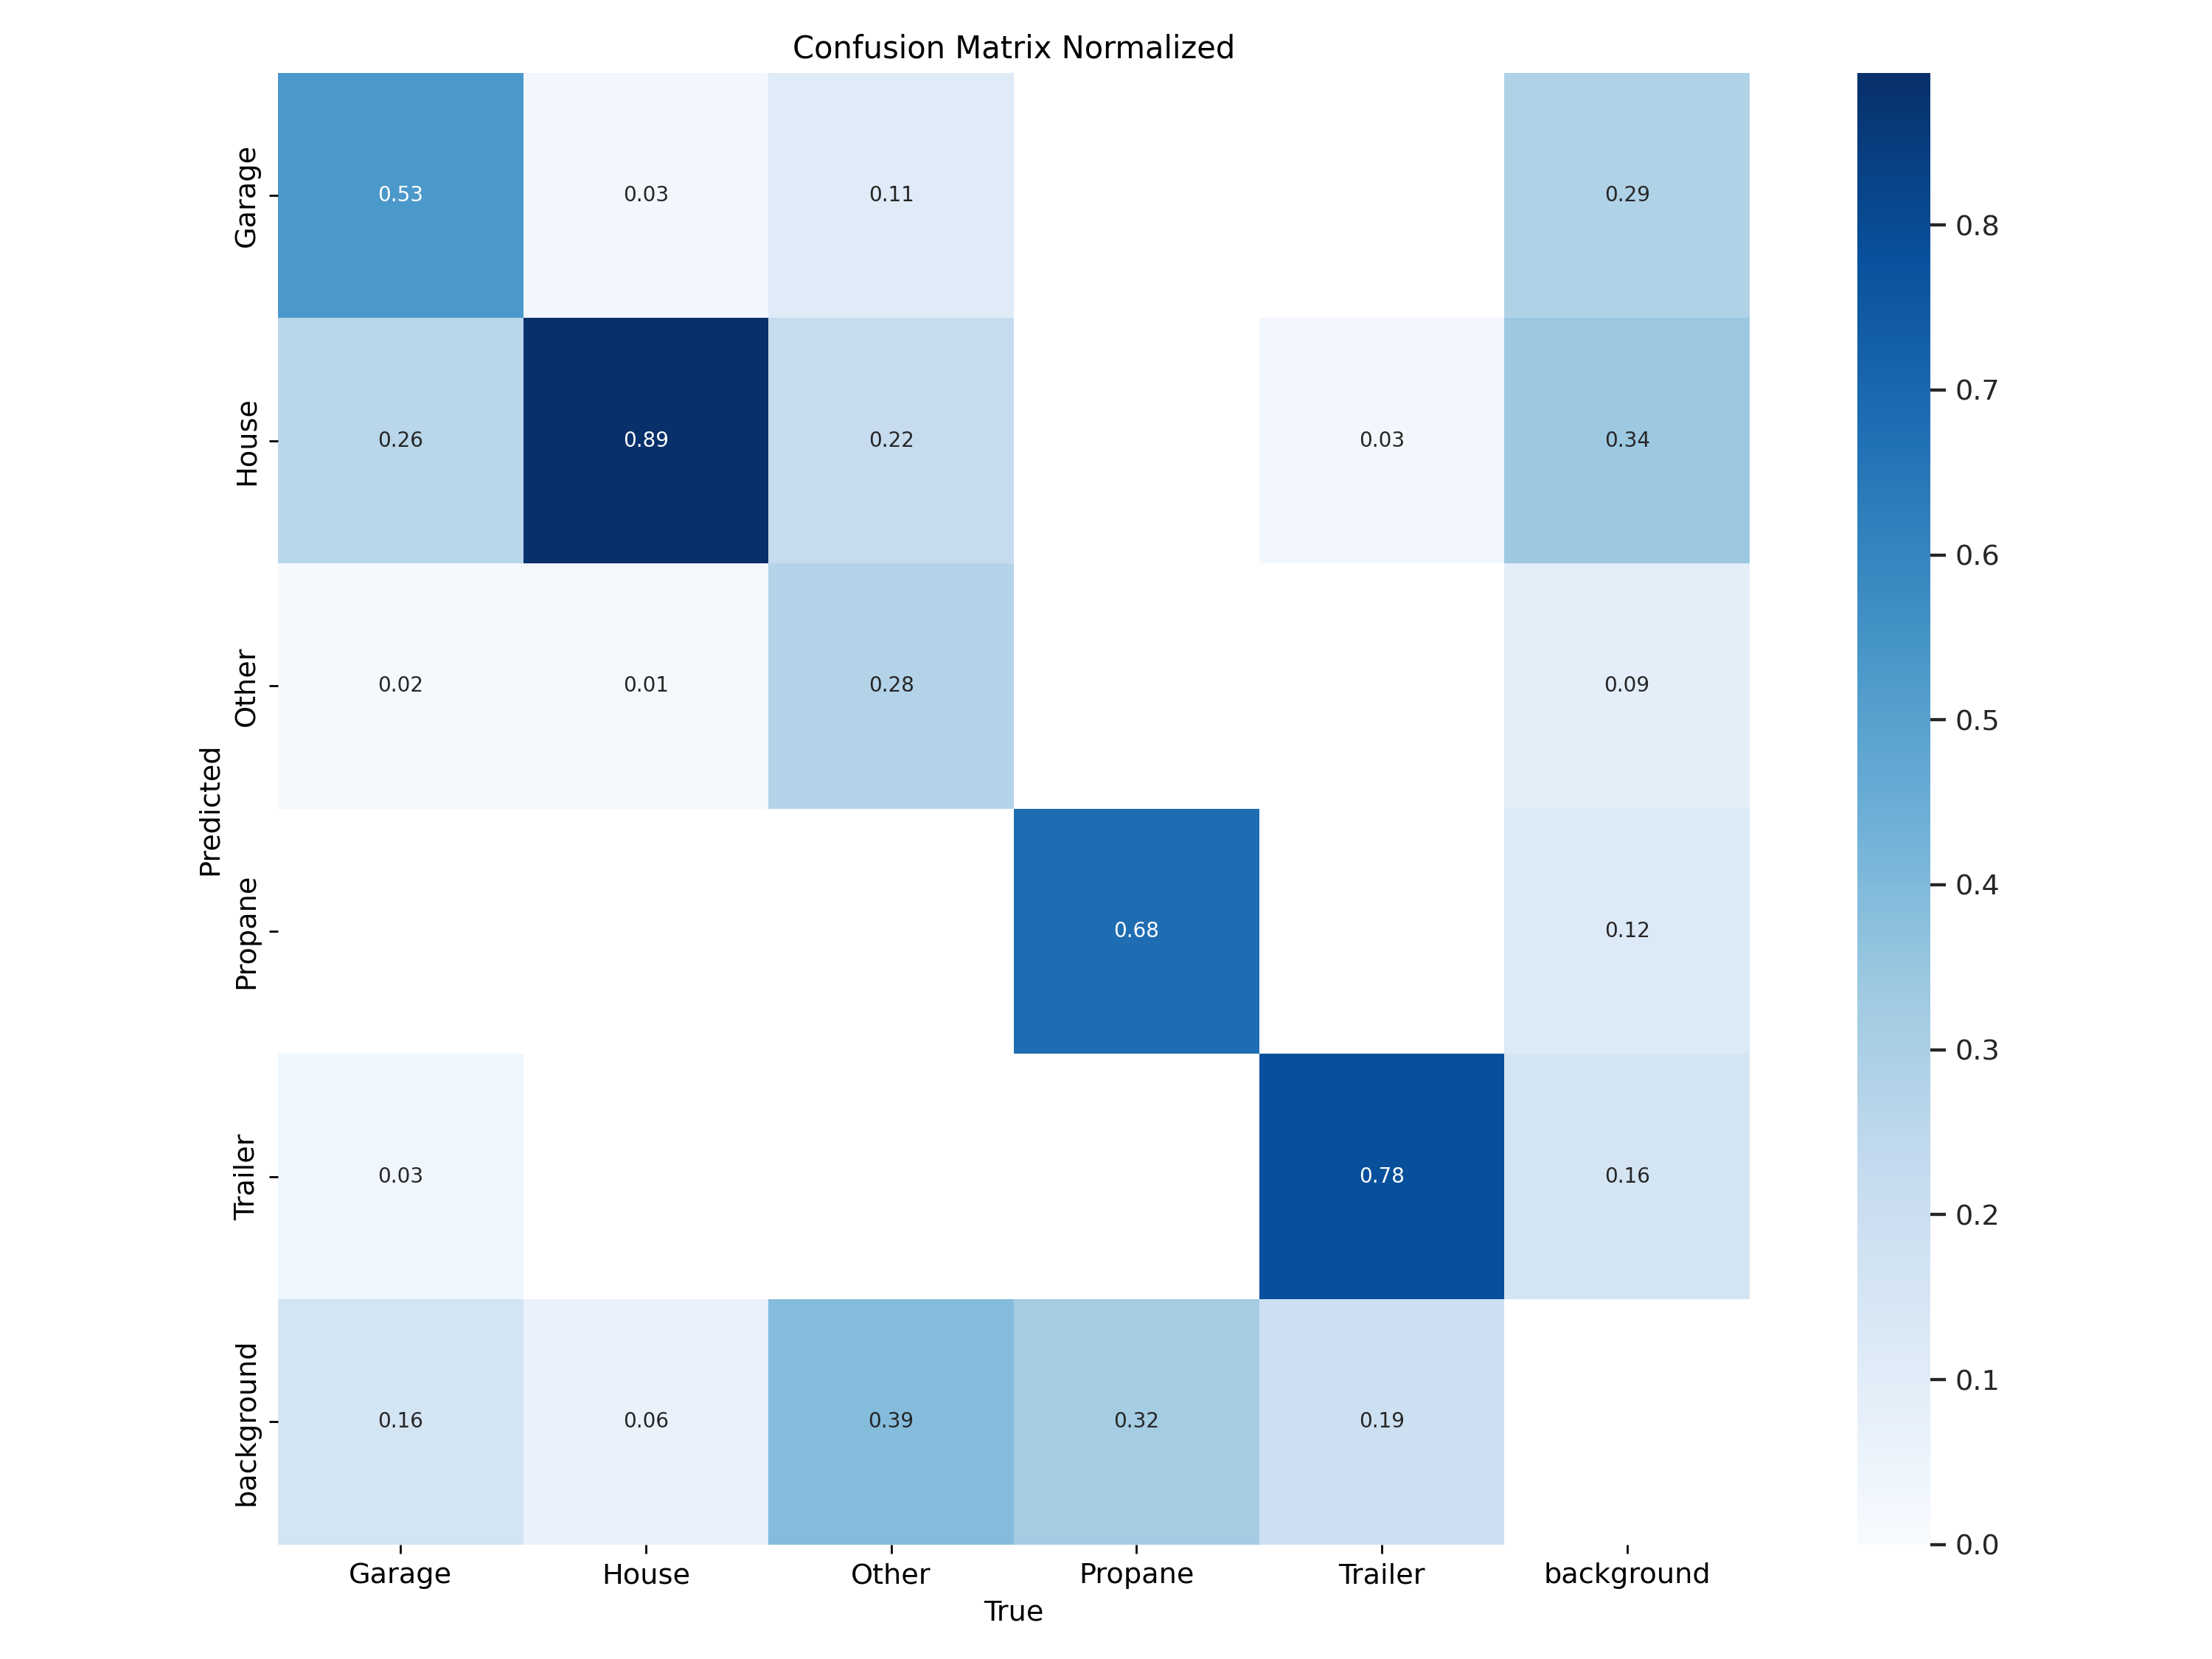 Confusion Matrix Normalized
Garage
0.53 0.03 0.11 0.29
House
0.26 0.89 0.22 0.03 0.34
Other
0.02 0.01 0.28 0.09
Predicted
Propane
0.68 0.12
Trailer
0.03 0.78 0.16
background
0.16 0.06 0.39 0.32 0.19
Garage House Other Propane Trailer background
True
0.8
0.7
0.6
0.5
0.4
0.3
0.2
0.1
0.0